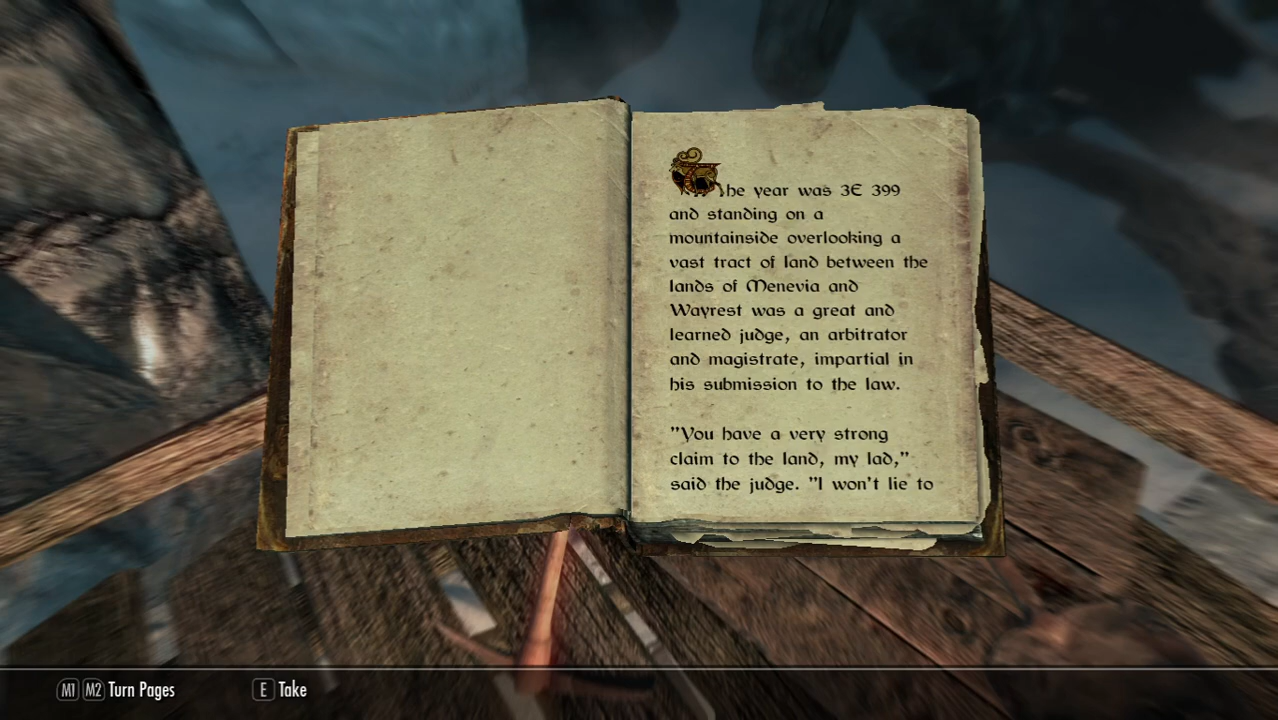 The year was 3E 399
and standing on a
mountainside overlooking a
vast tract of land between the
lands of Menevia and
Wayrest was a great and
learned judge, an arbitrator
and magistrate, impartial in
his submission to the law.
"You have a very strong
claim to the land, my lad,"
said the judge. "I won't lie to
M1 M2 Turn Pages
E Take